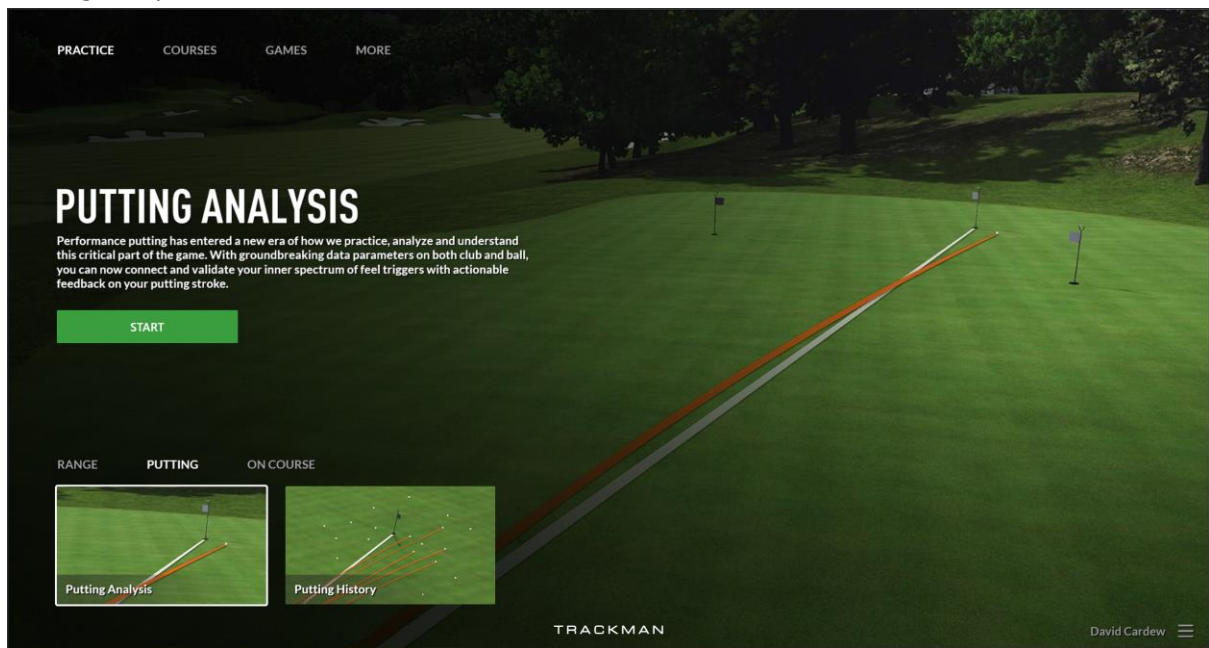 PRACTICE COURSES GAMES MORE
PUTTING ANALYSIS
Performance putting has entered a new era of how we practice, analyze and understand
this critical part of the game. With groundbreaking data parameters on both club and ball,
you can now connect and validate your inner spectrum of feel triggers with actionable
feedback on your putting stroke.
START
RANGE PUTTING ON COURSE
Putting Analysis Putting History
TRACKMAN
David Cardew